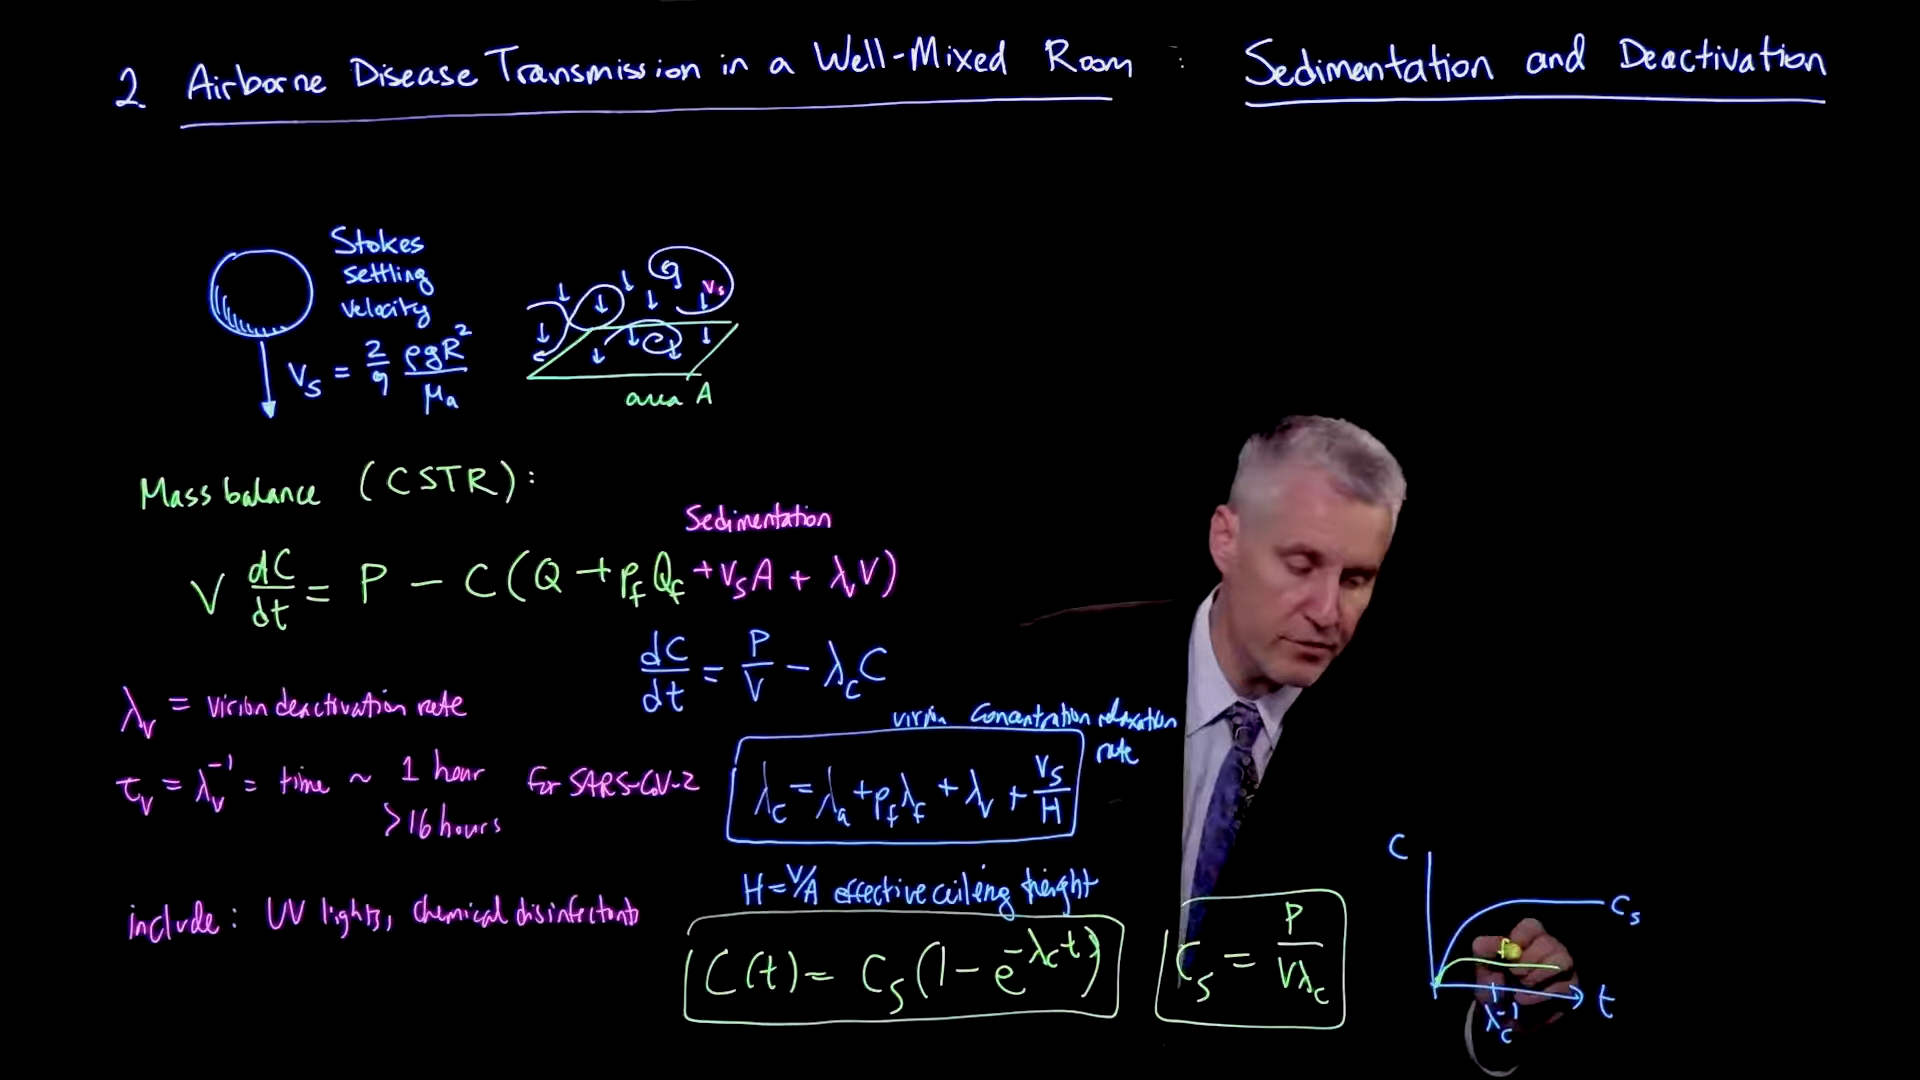 2 Airborne Disease Transmission in a Well-Mixed Room : Sedimentation and Deactivation
Stokes
settling
velocity
v_s = 2/9 ρgR²/μ_a
v_s
area A
Mass balance (CSTR):
Sedimentation
V dC/dt = P − C(Q + p_f Q_f + v_s A + λ_v V)
dC/dt = P/V − λ_c C
λ_v = virion deactivation rate
virion concentration relaxation
rate
τ_v = λ_v⁻¹ = time ~ 1 hour for SARS-CoV-2
>16 hours
λ_c = λ_a + p_f λ_f + λ_v + v_s/H
H = V/A effective ceiling height
include: UV lights, chemical disinfectants
C(t) = C_s(1 − e^(−λ_c t))
C_s = P/(Vλ_c)
C
C_s
t
λ_c⁻¹